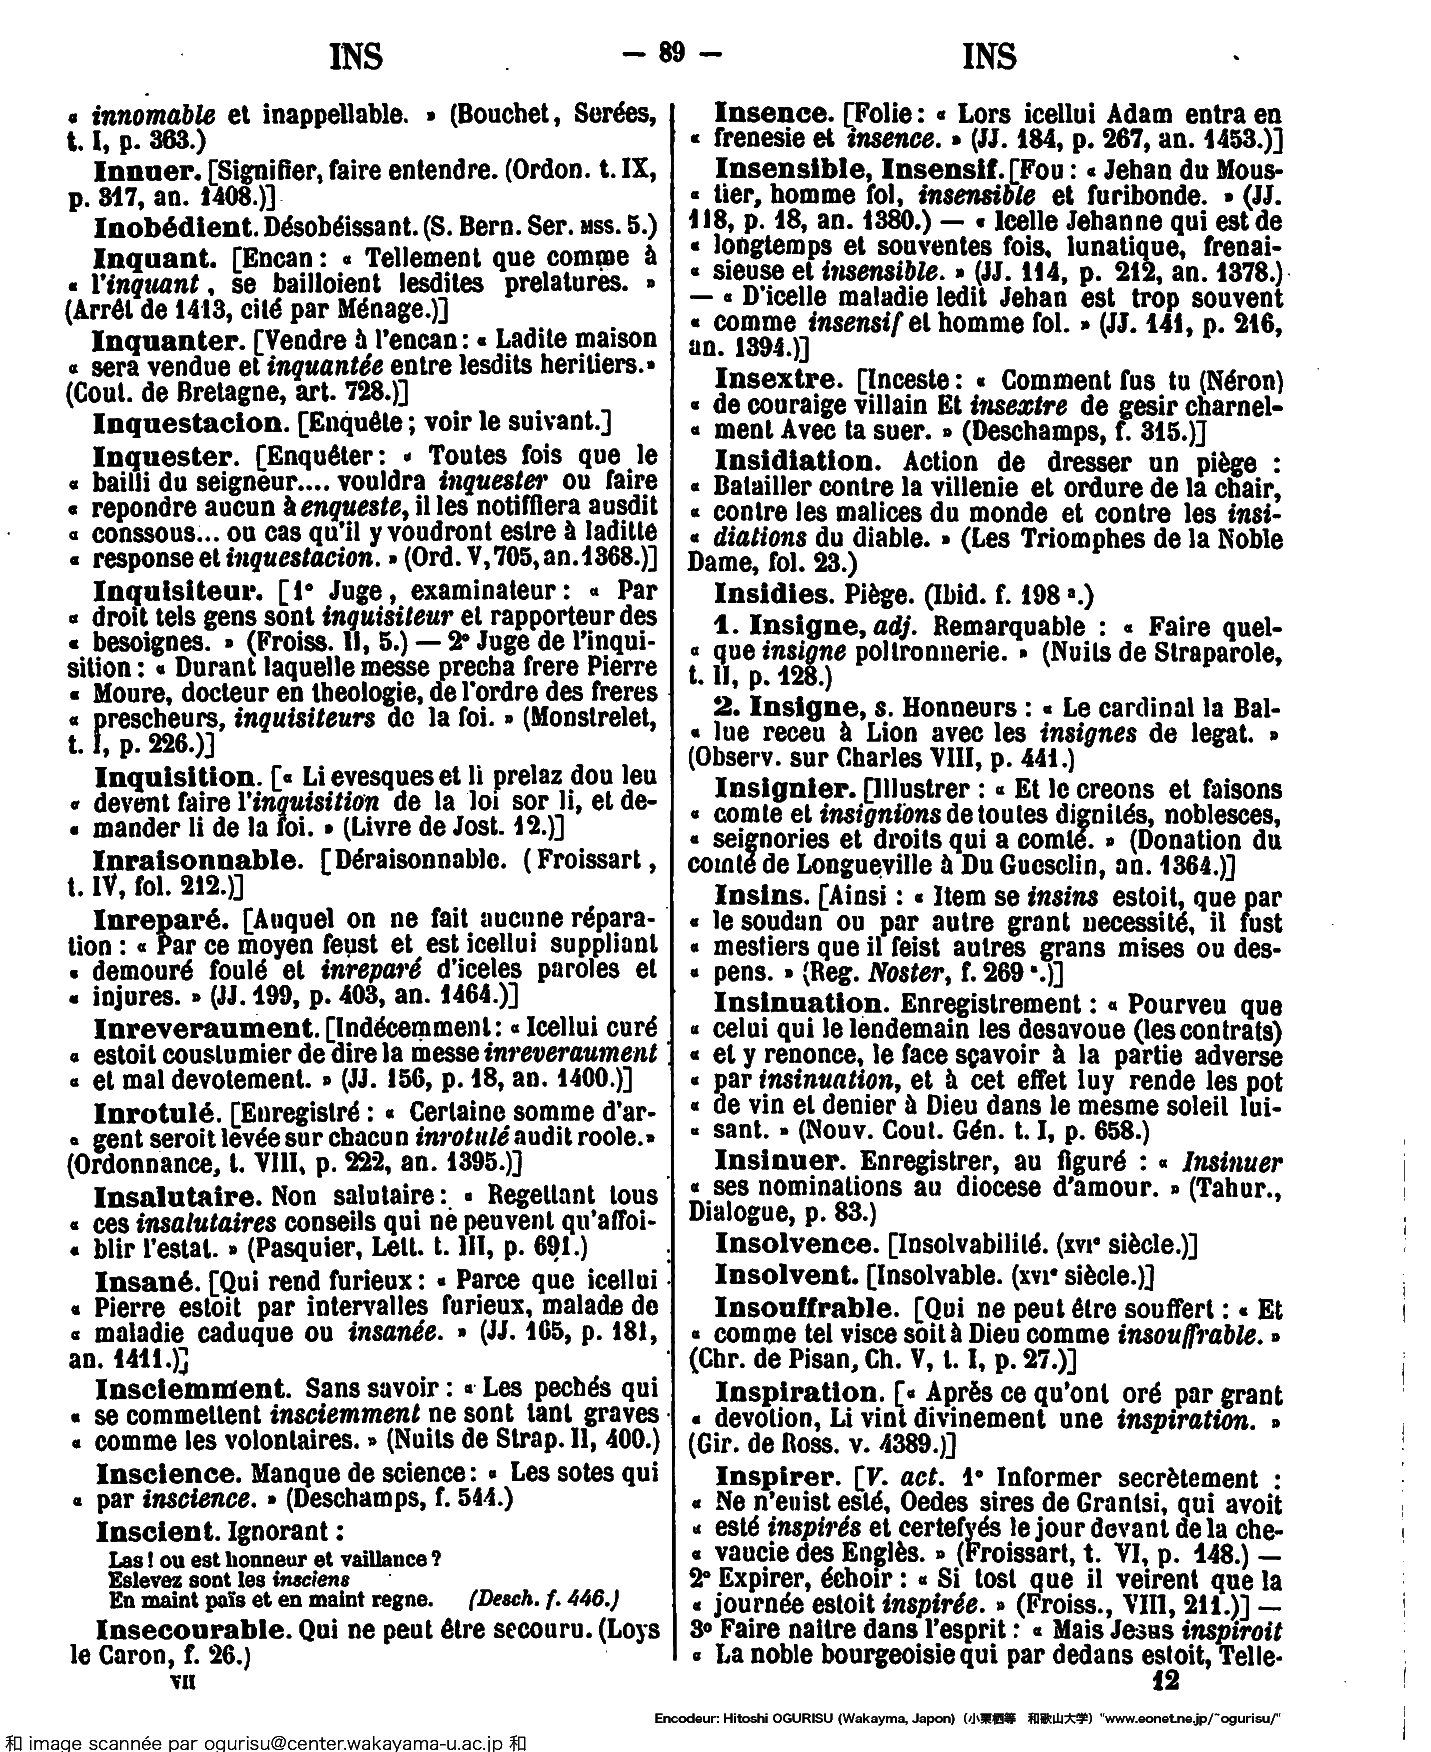 INS — 89 — INS
« innomable et inappellable. » (Bouchet, Serées,
t. I, p. 363.)
Innuer. [Signifier, faire entendre. (Ordon. t. IX,
p. 317, an. 1408.)]
Inobédient. Désobéissant. (S. Bern. Ser. mss. 5.)
Inquant. [Encan : « Tellement que comme à
« l'inquant, se bailloient lesdites prelatures. »
(Arrêt de 1413, cité par Ménage.)]
Inquanter. [Vendre à l'encan : « Ladite maison
« sera vendue et inquantée entre lesdits heritiers. »
(Cout. de Bretagne, art. 728.)]
Inquestacion. [Enquête ; voir le suivant.]
Inquester. [Enquêter : « Toutes fois que le
« bailli du seigneur.... vouldra inquester ou faire
« repondre aucun à enqueste, il les notifflera ausdit
« conssous... ou cas qu'il y voudront estre à laditte
« response et inquestacion. » (Ord. V, 705, an. 1368.)]
Inquisiteur. [1° Juge, examinateur : « Par
« droit tels gens sont inquisiteur et rapporteur des
« besoignes. » (Froiss. II, 5.) — 2° Juge de l'inqui-
sition : « Durant laquelle messe precha frere Pierre
« Moure, docteur en theologie, de l'ordre des freres
« prescheurs, inquisiteurs de la foi. » (Monstrelet,
t. I, p. 226.)]
Inquisition. [« Li evesques et li prelaz dou leu
« devent faire l'inquisition de la loi sor li, et de-
« mander li de la foi. » (Livre de Jost. 12.)]
Inraisonnable. [Déraisonnable. (Froissart,
t. IV, fol. 212.)]
Inreparé. [Auquel on ne fait aucune répara-
tion : « Par ce moyen feust et est icellui suppliant
« demouré foulé et inreparé d'iceles paroles et
« injures. » (JJ. 199, p. 403, an. 1464.)]
Inreveraument. [Indécemment : « Icellui curé
« estoit coustumier de dire la messe inreveraument
« et mal devotement. » (JJ. 156, p. 18, an. 1400.)]
Inrotulé. [Enregistré : « Certaine somme d'ar-
« gent seroit levée sur chacun inrotulé audit roole. »
(Ordonnance, t. VIII, p. 222, an. 1395.)]
Insalutaire. Non salutaire : « Regettant tous
« ces insalutaires conseils qui ne peuvent qu'affoi-
« blir l'estat. » (Pasquier, Lett. t. III, p. 691.)
Insané. [Qui rend furieux : « Parce que icellui
« Pierre estoit par intervalles furieux, malade de
« maladie caduque ou insanée. » (JJ. 165, p. 181,
an. 1411.)]
Insciemment. Sans savoir : « Les pechés qui
« se commettent insciemment ne sont tant graves
« comme les volontaires. » (Nuits de Strap. II, 400.)
Inscience. Manque de science : « Les sotes qui
« par inscience. » (Deschamps, f. 544.)
Inscient. Ignorant :
Las ! ou est honneur et vaillance ?
Eslevez sont les insciens
En maint païs et en maint regne. (Desch. f. 446.)
Insecourable. Qui ne peut être secouru. (Loys
le Caron, f. 26.)
VII
Insence. [Folie : « Lors icellui Adam entra en
« frenesie et insence. » (JJ. 184, p. 267, an. 1453.)]
Insensible, Insensif. [Fou : « Jehan du Mous-
« tier, homme fol, insensible et furibonde. » (JJ.
118, p. 18, an. 1380.) — « Icelle Jehanne qui est de
« longtemps et souventes fois, lunatique, frenai-
« sieuse et insensible. » (JJ. 114, p. 212, an. 1378.)
— « D'icelle maladie ledit Jehan est trop souvent
« comme insensif et homme fol. » (JJ. 141, p. 216,
an. 1394.)]
Insextre. [Inceste : « Comment fus tu (Néron)
« de couraige villain Et insextre de gesir charnel-
« ment Avec ta suer. » (Deschamps, f. 315.)]
Insidiation. Action de dresser un piège :
« Batailler contre la villenie et ordure de la chair,
« contre les malices du monde et contre les insi-
« diations du diable. » (Les Triomphes de la Noble
Dame, fol. 23.)
Insidies. Piège. (Ibid. f. 198 ª.)
1. Insigne, adj. Remarquable : « Faire quel-
« que insigne poltronnerie. » (Nuits de Straparole,
t. II, p. 128.)
2. Insigne, s. Honneurs : « Le cardinal la Bal-
« lue receu à Lion avec les insignes de legat. »
(Observ. sur Charles VIII, p. 441.)
Insignier. [Illustrer : « Et le creons et faisons
« comte et insignions de toutes dignités, noblesces,
« seignories et droits qui a comté. » (Donation du
comté de Longueville à Du Guesclin, an. 1364.)]
Insins. [Ainsi : « Item se insins estoit, que par
« le soudan ou par autre grant necessité, il fust
« mestiers que il feist autres grans mises ou des-
« pens. » (Reg. Noster, f. 269 ª.)]
Insinuation. Enregistrement : « Pourveu que
« celui qui le lendemain les desavoue (les contrats)
« et y renonce, le face sçavoir à la partie adverse
« par insinuation, et à cet effet luy rende les pot
« de vin et denier à Dieu dans le mesme soleil lui-
« sant. » (Nouv. Cout. Gén. t. I, p. 658.)
Insinuer. Enregistrer, au figuré : « Insinuer
« ses nominations au diocese d'amour. » (Tahur.,
Dialogue, p. 83.)
Insolvence. [Insolvabilité. (XVIe siècle.)]
Insolvent. [Insolvable. (XVIe siècle.)]
Insouffrable. [Qui ne peut être souffert : « Et
« comme tel visce soit à Dieu comme insouffrable. »
(Chr. de Pisan, Ch. V, t. I, p. 27.)]
Inspiration. [« Après ce qu'ont oré par grant
« devotion, Li vint divinement une inspiration. »
(Gir. de Ross. v. 4389.)]
Inspirer. [V. act. 1° Informer secrètement :
« Ne n'euist esté, Oedes sires de Grantsi, qui avoit
« esté inspirés et certefyés le jour devant de la che-
« vaucie des Englès. » (Froissart, t. VI, p. 148.) —
2° Expirer, échoir : « Si tost que il veirent que la
« journée estoit inspirée. » (Froiss., VIII, 211.)] —
3° Faire naitre dans l'esprit : « Mais Jesus inspiroit
« La noble bourgeoisie qui par dedans estoit, Telle-
12
Encodeur: Hitoshi OGURISU (Wakayma, Japon) (小栗栖等 和歌山大学) "www.eonet.ne.jp/~ogurisu/"
和 image scannée par ogurisu@center.wakayama-u.ac.jp 和